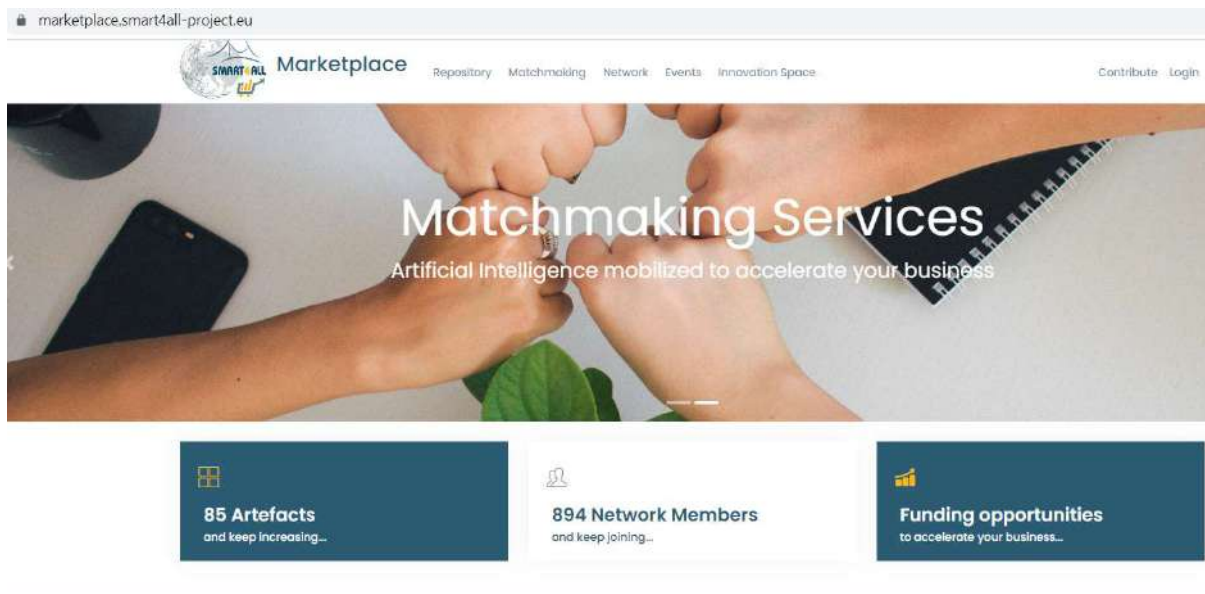 marketplace.smart4all-project.eu
SMART4ALL
Marketplace
Repository Matchmaking Network Events Innovation Space
Contribute Login
Matchmaking Services
Artificial Intelligence mobilized to accelerate your business
85 Artefacts
and keep increasing...
894 Network Members
and keep joining...
Funding opportunities
to accelerate your business...